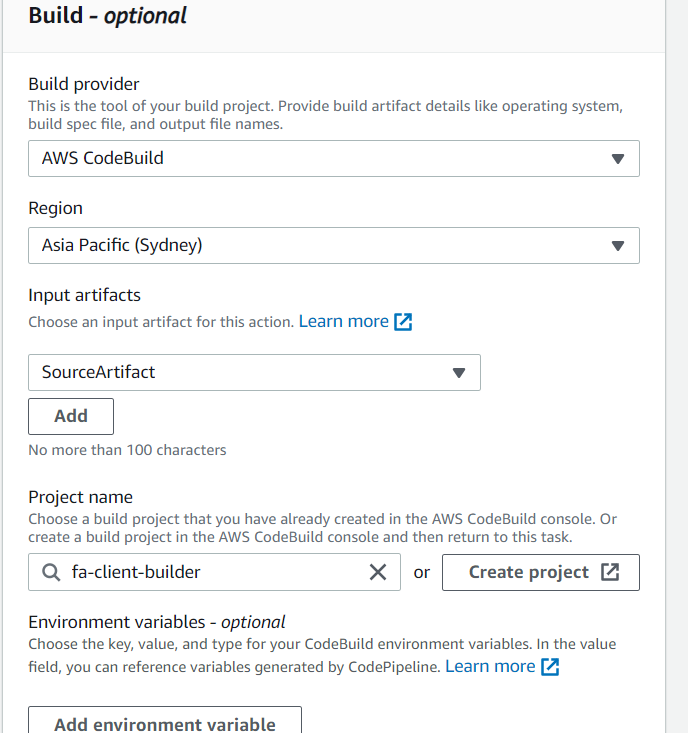 Build - optional
Build provider
This is the tool of your build project. Provide build artifact details like operating system,
build spec file, and output file names.
AWS CodeBuild
Region
Asia Pacific (Sydney)
Input artifacts
Choose an input artifact for this action. Learn more
SourceArtifact
Add
No more than 100 characters
Project name
Choose a build project that you have already created in the AWS CodeBuild console. Or
create a build project in the AWS CodeBuild console and then return to this task.
fa-client-builder or Create project
Environment variables - optional
Choose the key, value, and type for your CodeBuild environment variables. In the value
field, you can reference variables generated by CodePipeline. Learn more
Add environment variable